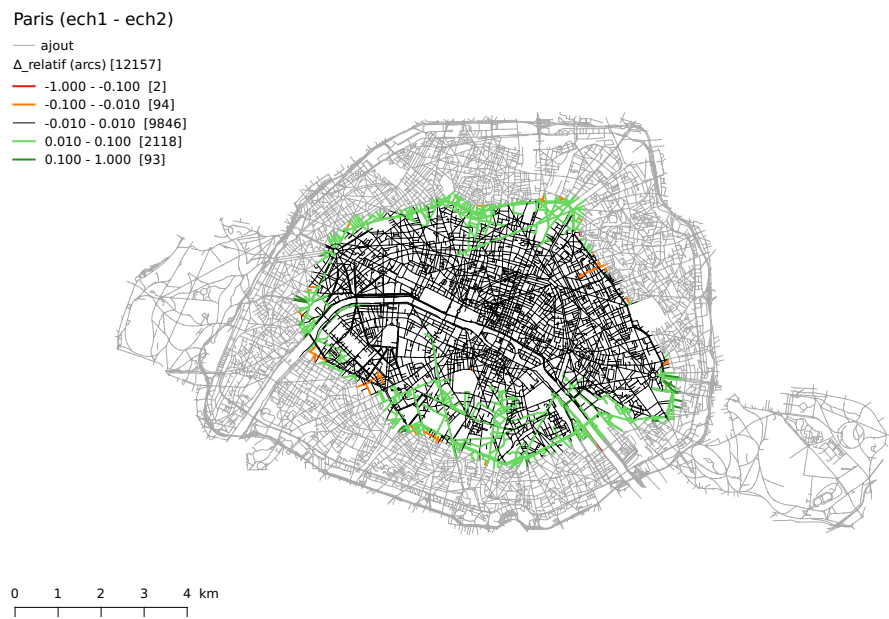 Paris (ech1 - ech2)
ajout
Δ_relatif (arcs) [12157]
-1.000 - -0.100 [2]
-0.100 - -0.010 [94]
-0.010 - 0.010 [9846]
0.010 - 0.100 [2118]
0.100 - 1.000 [93]
0 1 2 3 4 km